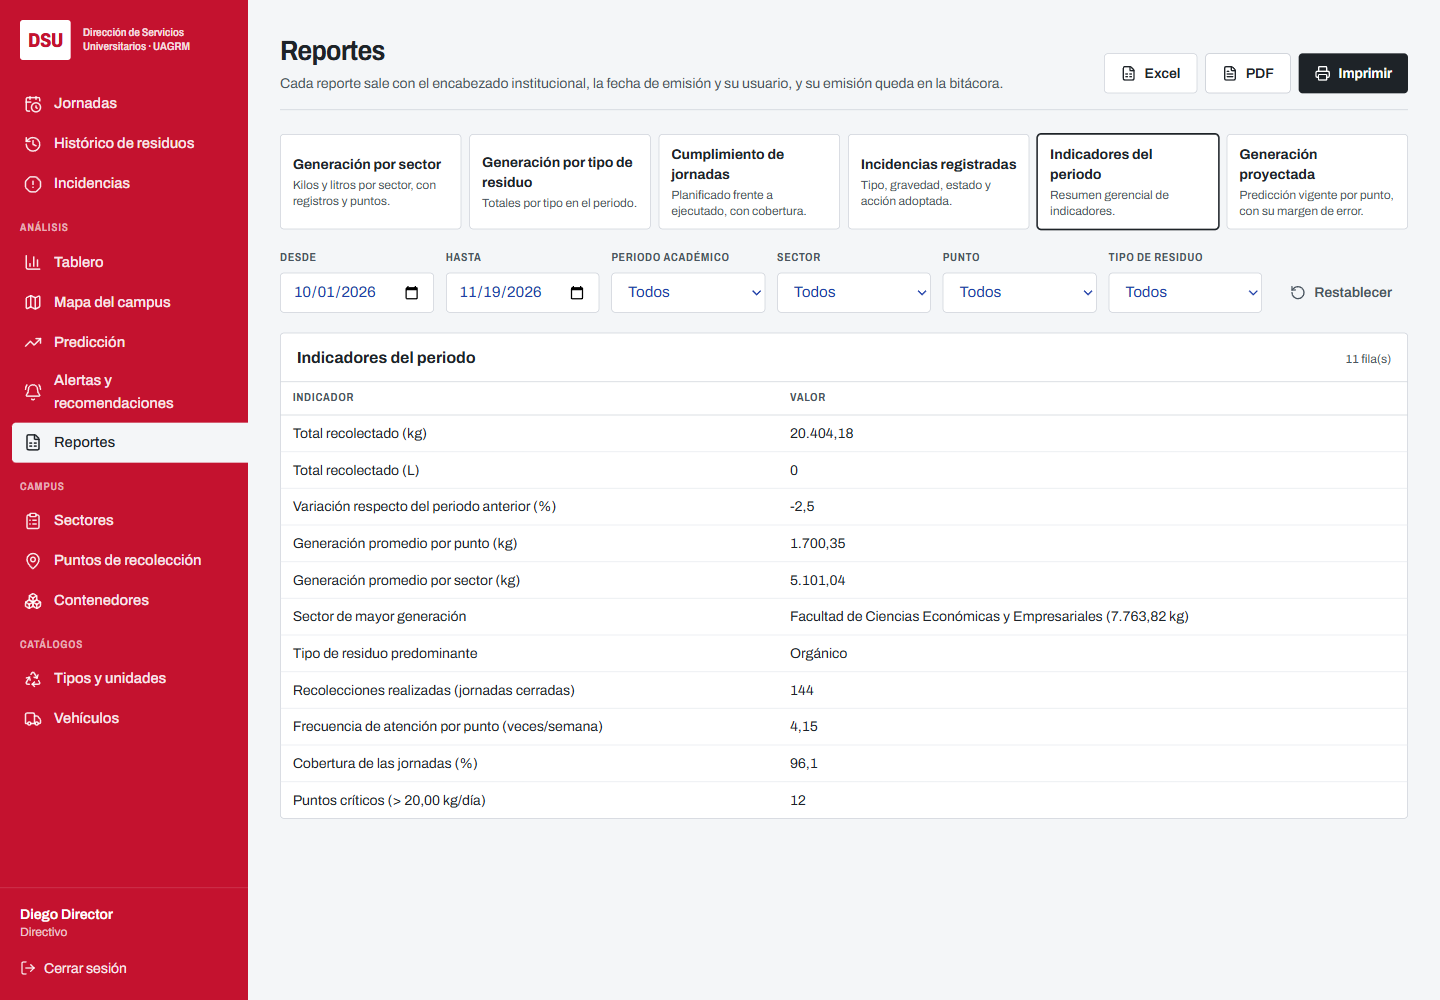 DSU
Dirección de Servicios
Universitarios · UAGRM
Jornadas
Histórico de residuos
Incidencias
ANÁLISIS
Tablero
Mapa del campus
Predicción
Alertas y
recomendaciones
Reportes
CAMPUS
Sectores
Puntos de recolección
Contenedores
CATÁLOGOS
Tipos y unidades
Vehículos
Diego Director
Directivo
Cerrar sesión
Reportes
Cada reporte sale con el encabezado institucional, la fecha de emisión y su usuario, y su emisión queda en la bitácora.
Excel
PDF
Imprimir
Generación por sector
Kilos y litros por sector, con
registros y puntos.
Generación por tipo de
residuo
Totales por tipo en el periodo.
Cumplimiento de
jornadas
Planificado frente a
ejecutado, con cobertura.
Incidencias registradas
Tipo, gravedad, estado y
acción adoptada.
Indicadores del
periodo
Resumen gerencial de
indicadores.
Generación
proyectada
Predicción vigente por punto,
con su margen de error.
DESDE
10/01/2026
HASTA
11/19/2026
PERIODO ACADÉMICO
Todos
SECTOR
Todos
PUNTO
Todos
TIPO DE RESIDUO
Todos
Restablecer
Indicadores del periodo
11 fila(s)
INDICADOR VALOR
Total recolectado (kg) 20.404,18
Total recolectado (L) 0
Variación respecto del periodo anterior (%) -2,5
Generación promedio por punto (kg) 1.700,35
Generación promedio por sector (kg) 5.101,04
Sector de mayor generación Facultad de Ciencias Económicas y Empresariales (7.763,82 kg)
Tipo de residuo predominante Orgánico
Recolecciones realizadas (jornadas cerradas) 144
Frecuencia de atención por punto (veces/semana) 4,15
Cobertura de las jornadas (%) 96,1
Puntos críticos (> 20,00 kg/día) 12